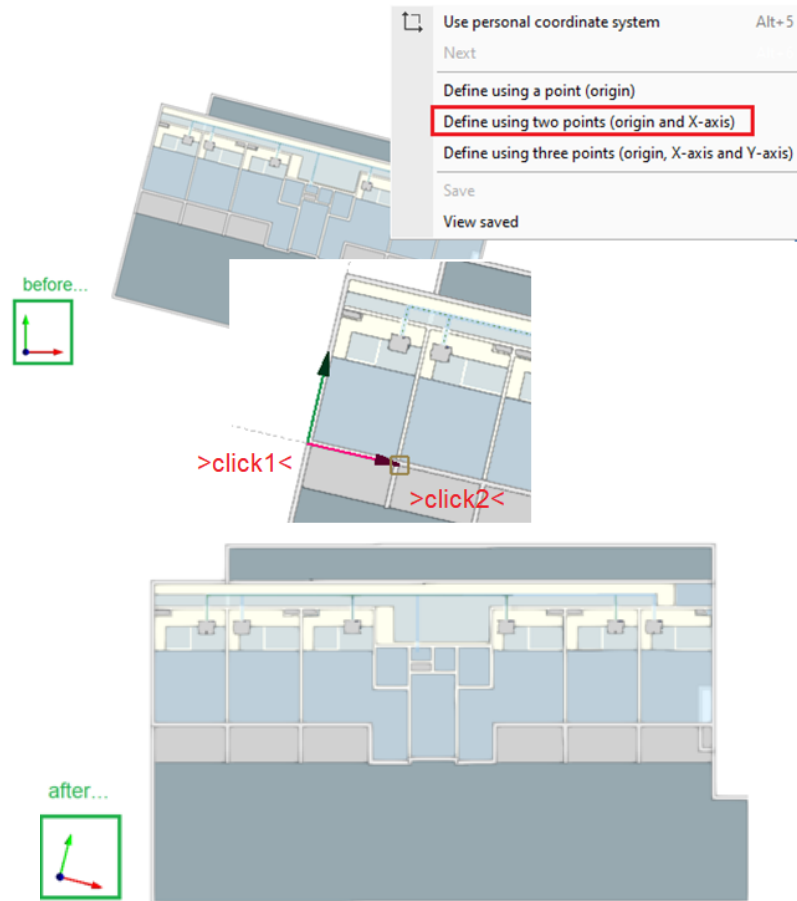 Use personal coordinate system Alt+5
Next
Define using a point (origin)
Define using two points (origin and X-axis)
Define using three points (origin, X-axis and Y-axis)
Save
View saved
before...
>click1<
>click2<
after...